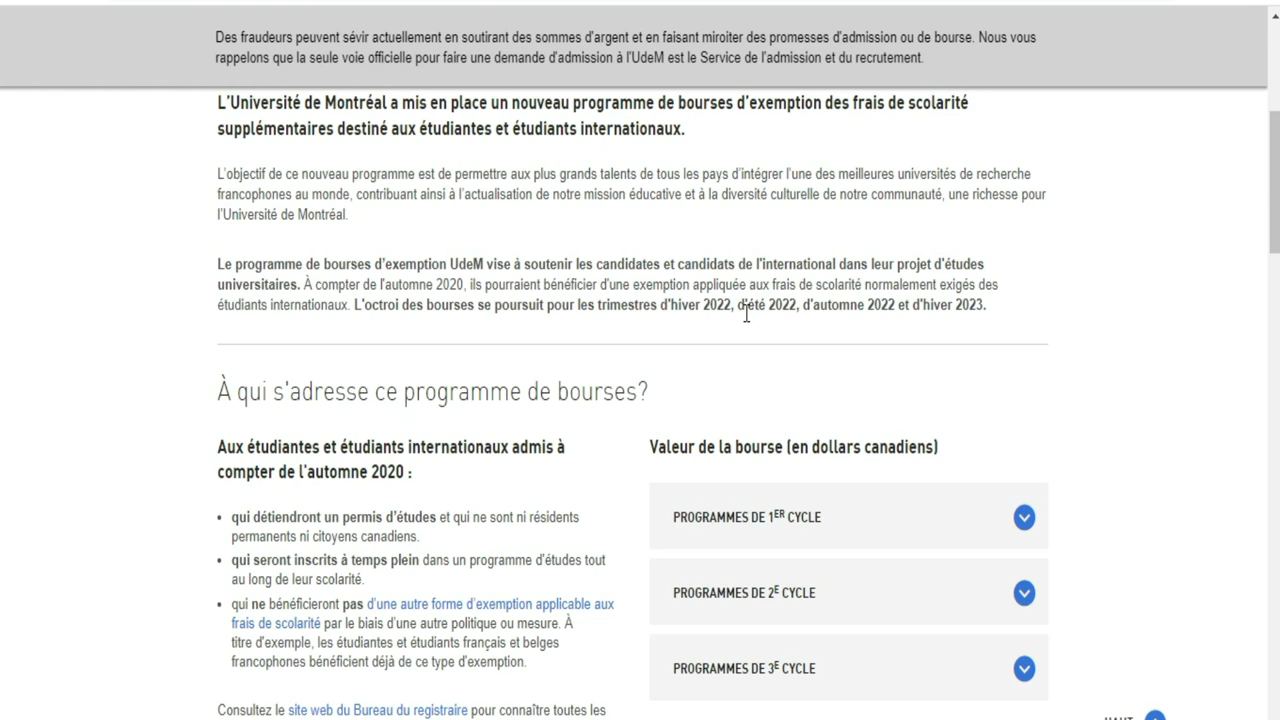 Des fraudeurs peuvent sévir actuellement en soutirant des sommes d'argent et en faisant miroiter des promesses d'admission ou de bourse. Nous vous
rappelons que la seule voie officielle pour faire une demande d'admission à l'UdeM est le Service de l'admission et du recrutement.
L'Université de Montréal a mis en place un nouveau programme de bourses d'exemption des frais de scolarité
supplémentaires destiné aux étudiantes et étudiants internationaux.
L'objectif de ce nouveau programme est de permettre aux plus grands talents de tous les pays d'intégrer l'une des meilleures universités de recherche
francophones au monde, contribuant ainsi à l'actualisation de notre mission éducative et à la diversité culturelle de notre communauté, une richesse pour
l'Université de Montréal.
Le programme de bourses d'exemption UdeM vise à soutenir les candidates et candidats de l'international dans leur projet d'études
universitaires. À compter de l'automne 2020, ils pourraient bénéficier d'une exemption appliquée aux frais de scolarité normalement exigés des
étudiants internationaux. L'octroi des bourses se poursuit pour les trimestres d'hiver 2022, d'été 2022, d'automne 2022 et d'hiver 2023.
À qui s'adresse ce programme de bourses?
Aux étudiantes et étudiants internationaux admis à
compter de l'automne 2020 :
• qui détiendront un permis d'études et qui ne sont ni résidents
permanents ni citoyens canadiens.
• qui seront inscrits à temps plein dans un programme d'études tout
au long de leur scolarité.
• qui ne bénéficieront pas d'une autre forme d'exemption applicable aux
frais de scolarité par le biais d'une autre politique ou mesure. À
titre d'exemple, les étudiantes et étudiants français et belges
francophones bénéficient déjà de ce type d'exemption.
Consultez le site web du Bureau du registraire pour connaître toutes les
Valeur de la bourse (en dollars canadiens)
PROGRAMMES DE 1ER CYCLE
PROGRAMMES DE 2E CYCLE
PROGRAMMES DE 3E CYCLE
HAUT